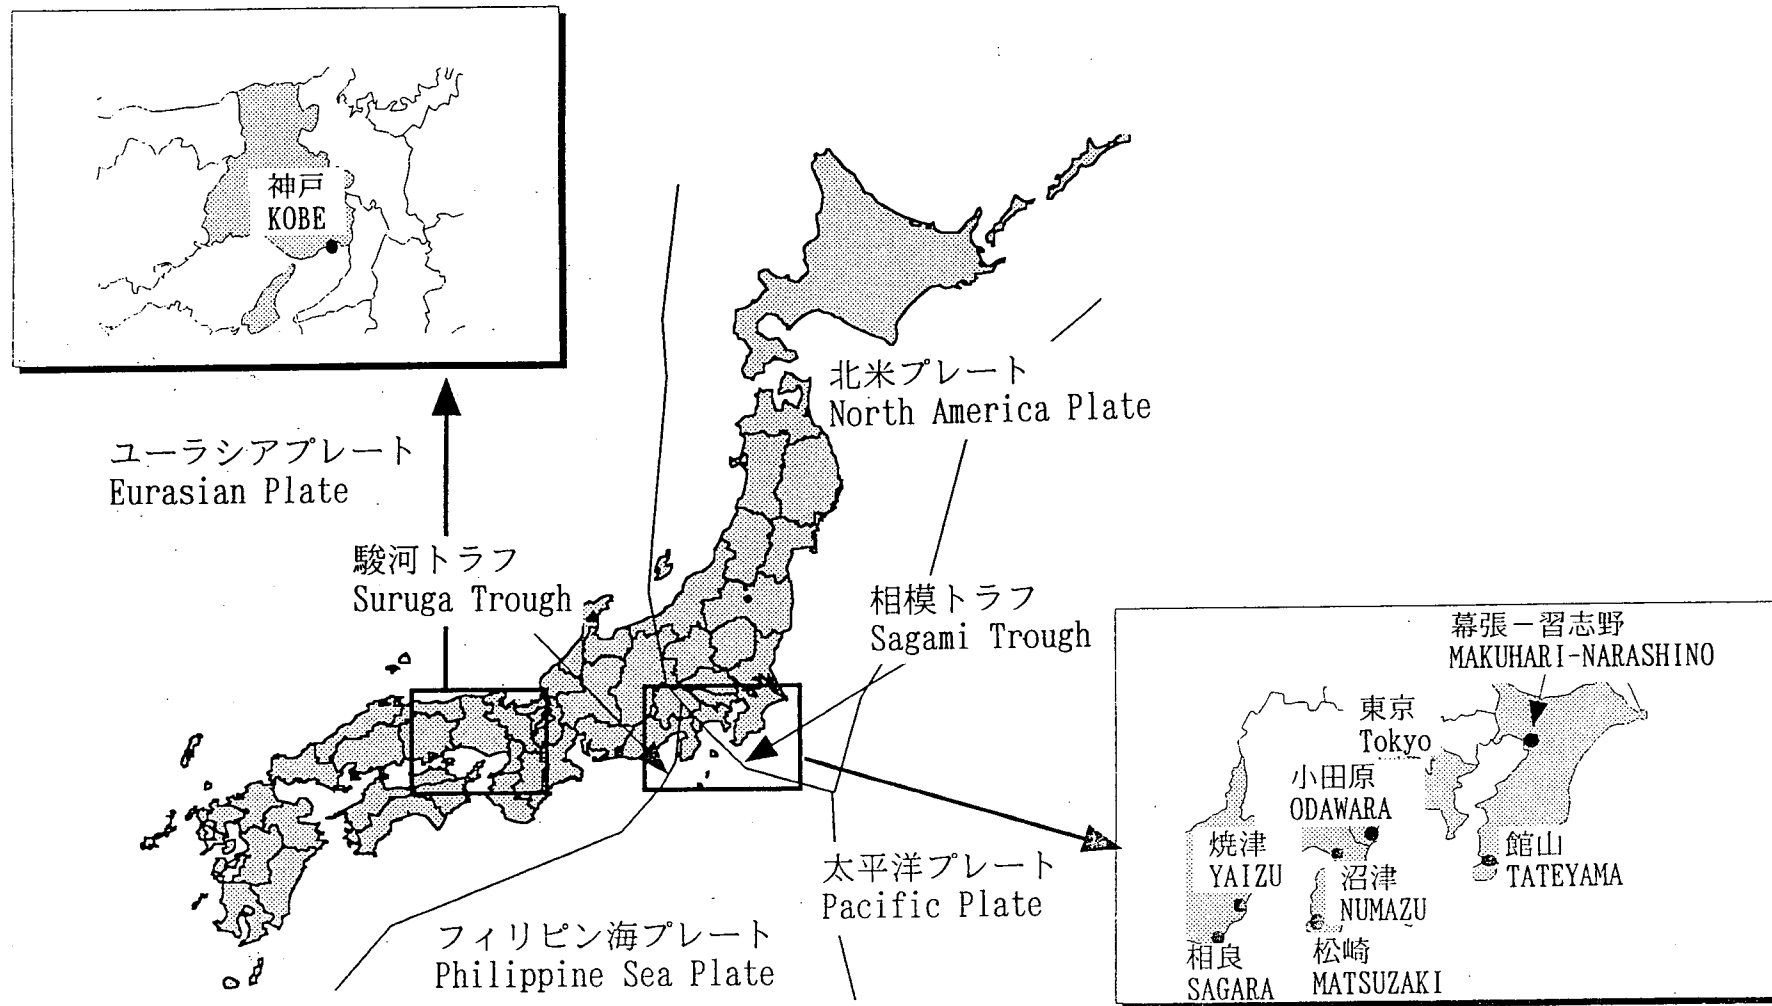 神戸
KOBE
北米プレート
North America Plate
ユーラシアプレート
Eurasian Plate
駿河トラフ
Suruga Trough
相模トラフ
Sagami Trough
太平洋プレート
Pacific Plate
フィリピン海プレート
Philippine Sea Plate
幕張－習志野
MAKUHARI-NARASHINO
東京
Tokyo
小田原
ODAWARA
焼津
YAIZU
沼津
NUMAZU
館山
TATEYAMA
相良
SAGARA
松崎
MATSUZAKI